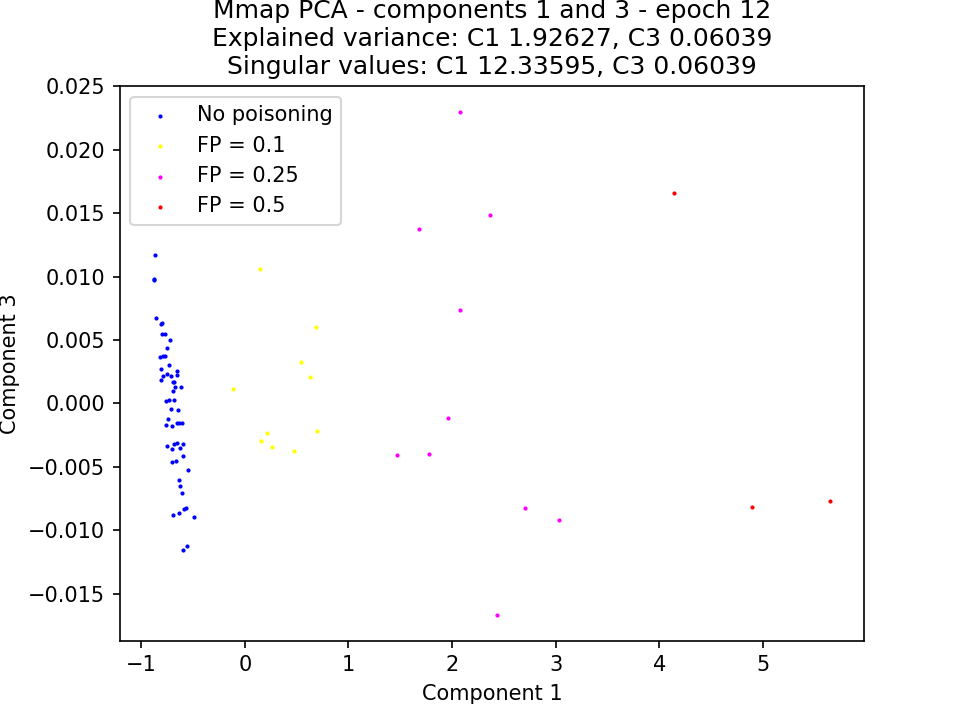 Mmap PCA - components 1 and 3 - epoch 12
Explained variance: C1 1.92627, C3 0.06039
Singular values: C1 12.33595, C3 0.06039
0.025
0.020
0.015
0.010
0.005
0.000
−0.005
−0.010
−0.015
Component 3
No poisoning
FP = 0.1
FP = 0.25
FP = 0.5
−1
0
1
2
3
4
5
Component 1